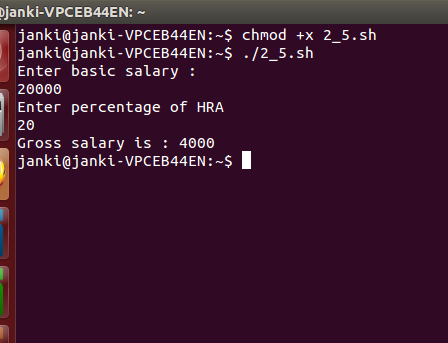 @janki-VPCEB44EN: ~
janki@janki-VPCEB44EN:~$ chmod +x 2_5.sh
janki@janki-VPCEB44EN:~$ ./2_5.sh
Enter basic salary :
20000
Enter percentage of HRA
20
Gross salary is : 4000
janki@janki-VPCEB44EN:~$